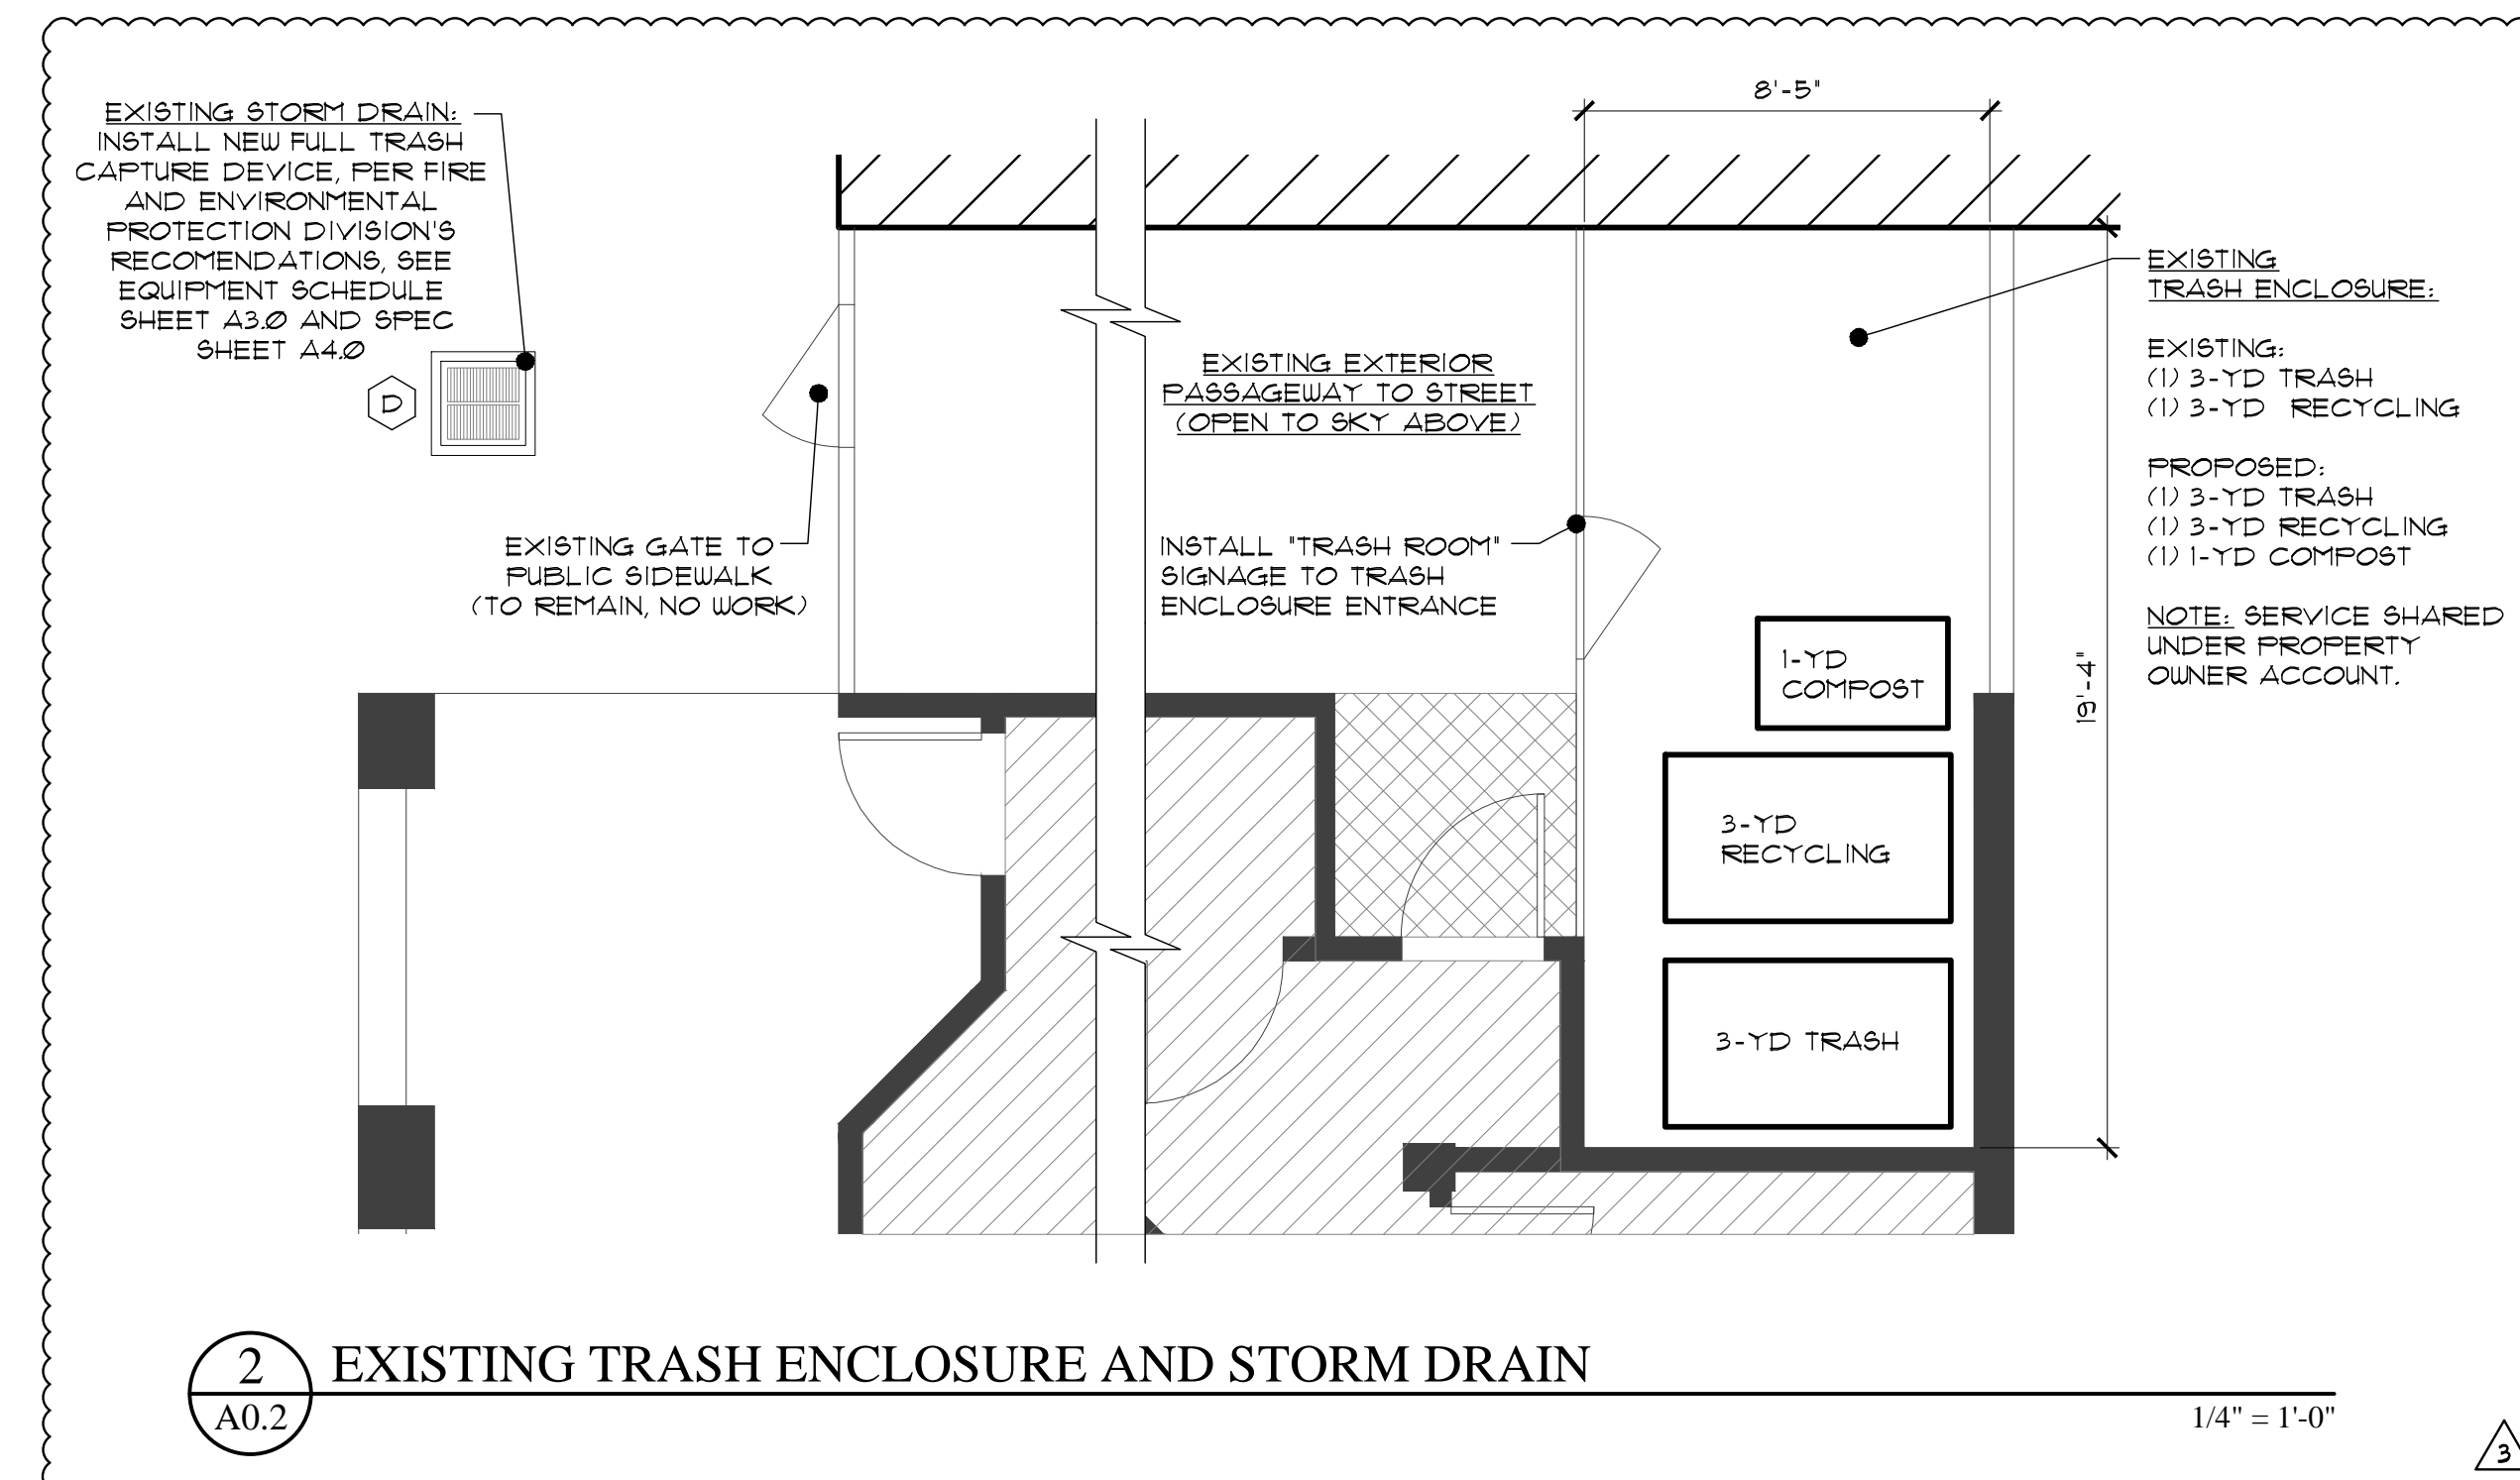 EXISTING STORM DRAIN:
INSTALL NEW FULL TRASH
CAPTURE DEVICE, PER FIRE
AND ENVIRONMENTAL
PROTECTION DIVISION'S
RECOMENDATIONS, SEE
EQUIPMENT SCHEDULE
SHEET A3.0 AND SPEC
SHEET A4.0
D
EXISTING GATE TO
PUBLIC SIDEWALK
(TO REMAIN, NO WORK)
EXISTING EXTERIOR
PASSAGEWAY TO STREET
(OPEN TO SKY ABOVE)
INSTALL "TRASH ROOM"
SIGNAGE TO TRASH
ENCLOSURE ENTRANCE
8'-5"
EXISTING
TRASH ENCLOSURE:
EXISTING:
(1) 3-YD TRASH
(1) 3-YD RECYCLING
PROPOSED:
(1) 3-YD TRASH
(1) 3-YD RECYCLING
(1) 1-YD COMPOST
NOTE: SERVICE SHARED
UNDER PROPERTY
OWNER ACCOUNT.
19'-4"
1-YD
COMPOST
3-YD
RECYCLING
3-YD TRASH
2
A0.2
EXISTING TRASH ENCLOSURE AND STORM DRAIN
1/4" = 1'-0"
3